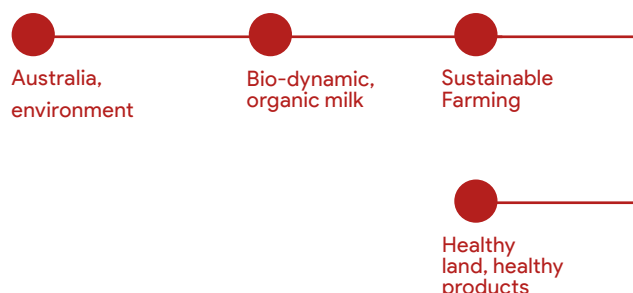 Australia,
environment
Bio-dynamic,
organic milk
Sustainable
Farming
Healthy
land, healthy
products